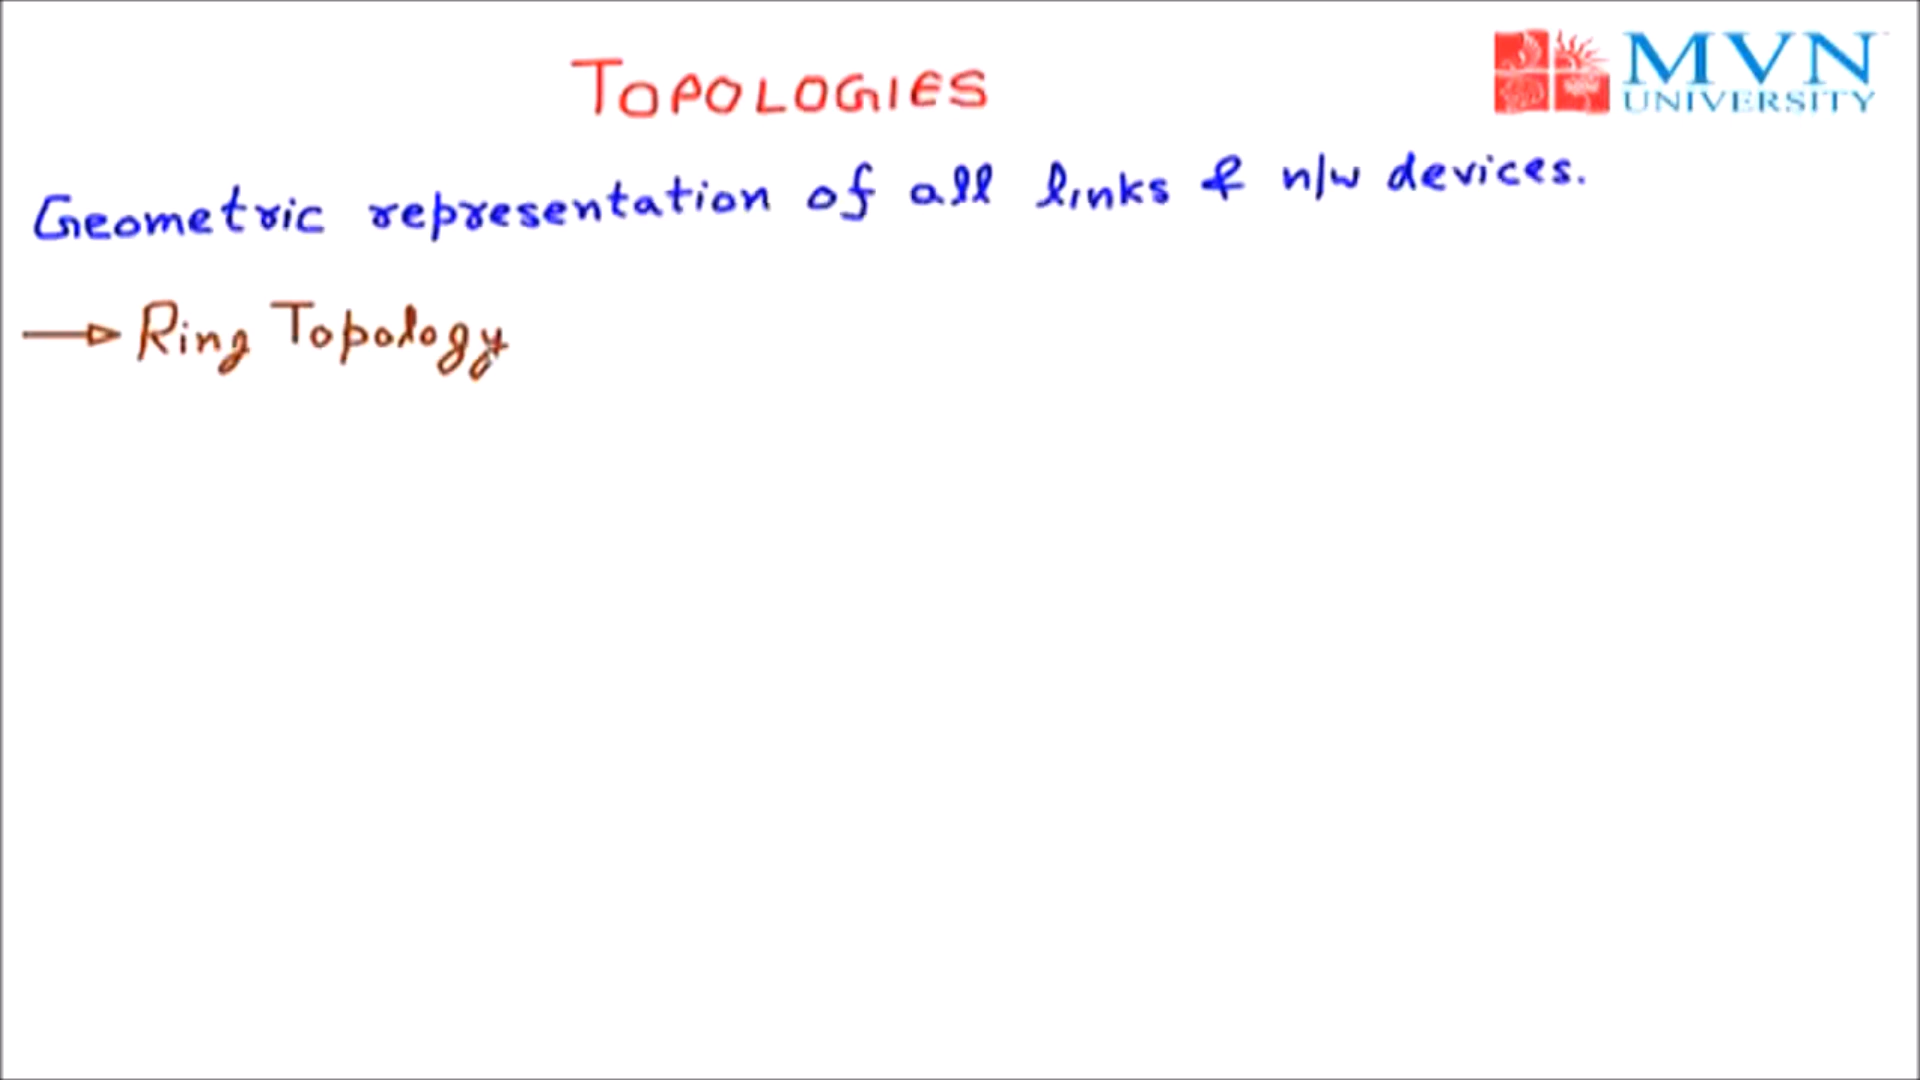 TOPOLOGIES
MVN
UNIVERSITY
Geometric representation of all links & n/w devices.
Ring Topology